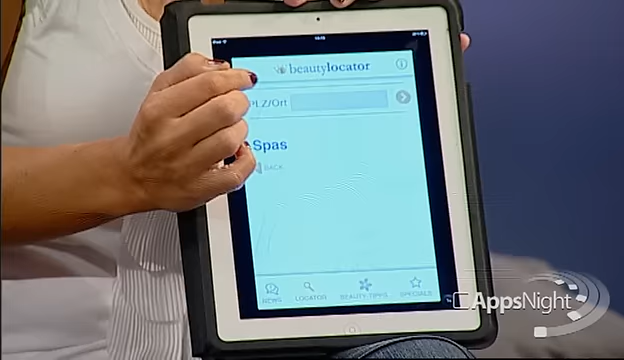 beautylocator
PLZ/Ort
Spas
BACK
NEWS
LOCATOR
BEAUTY-TIPPS
SPECIALS
AppsNight